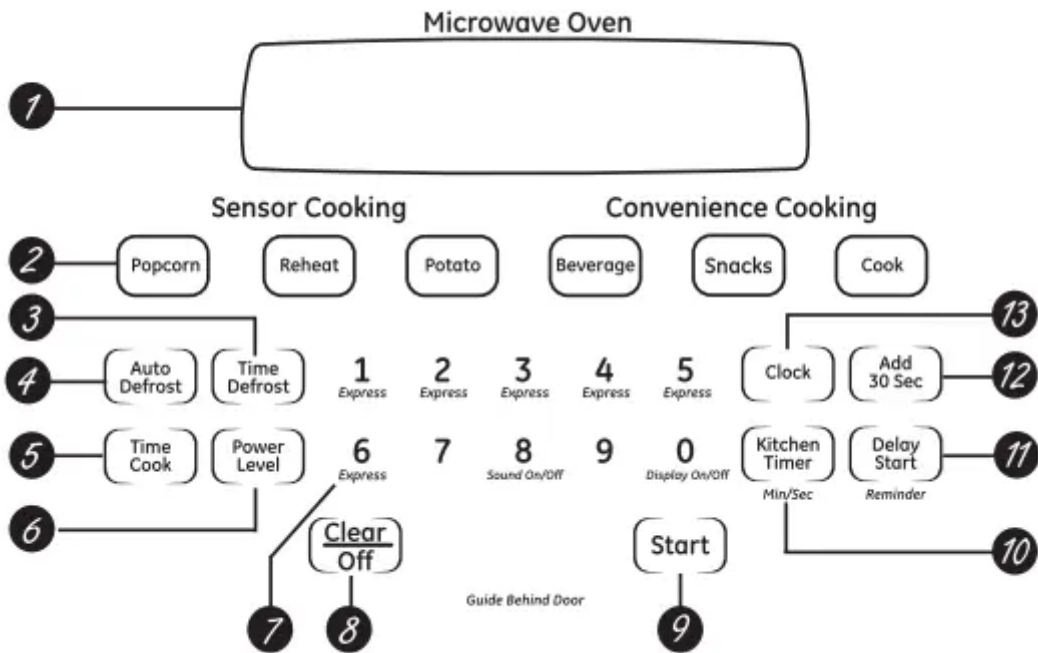 Microwave Oven
1
Sensor Cooking Convenience Cooking
2 Popcorn Reheat Potato Beverage Snacks Cook
3 13
4 Auto Defrost Time Defrost 1 2 3 4 5 Clock Add 30 Sec 12
Express Express Express Express Express
5 Time Cook Power Level 6 7 8 9 0 Kitchen Timer Delay Start 11
Express Sound On/Off Display On/Off Min/Sec Reminder
6 Clear Off Start 10
Guide Behind Door
7 8 9